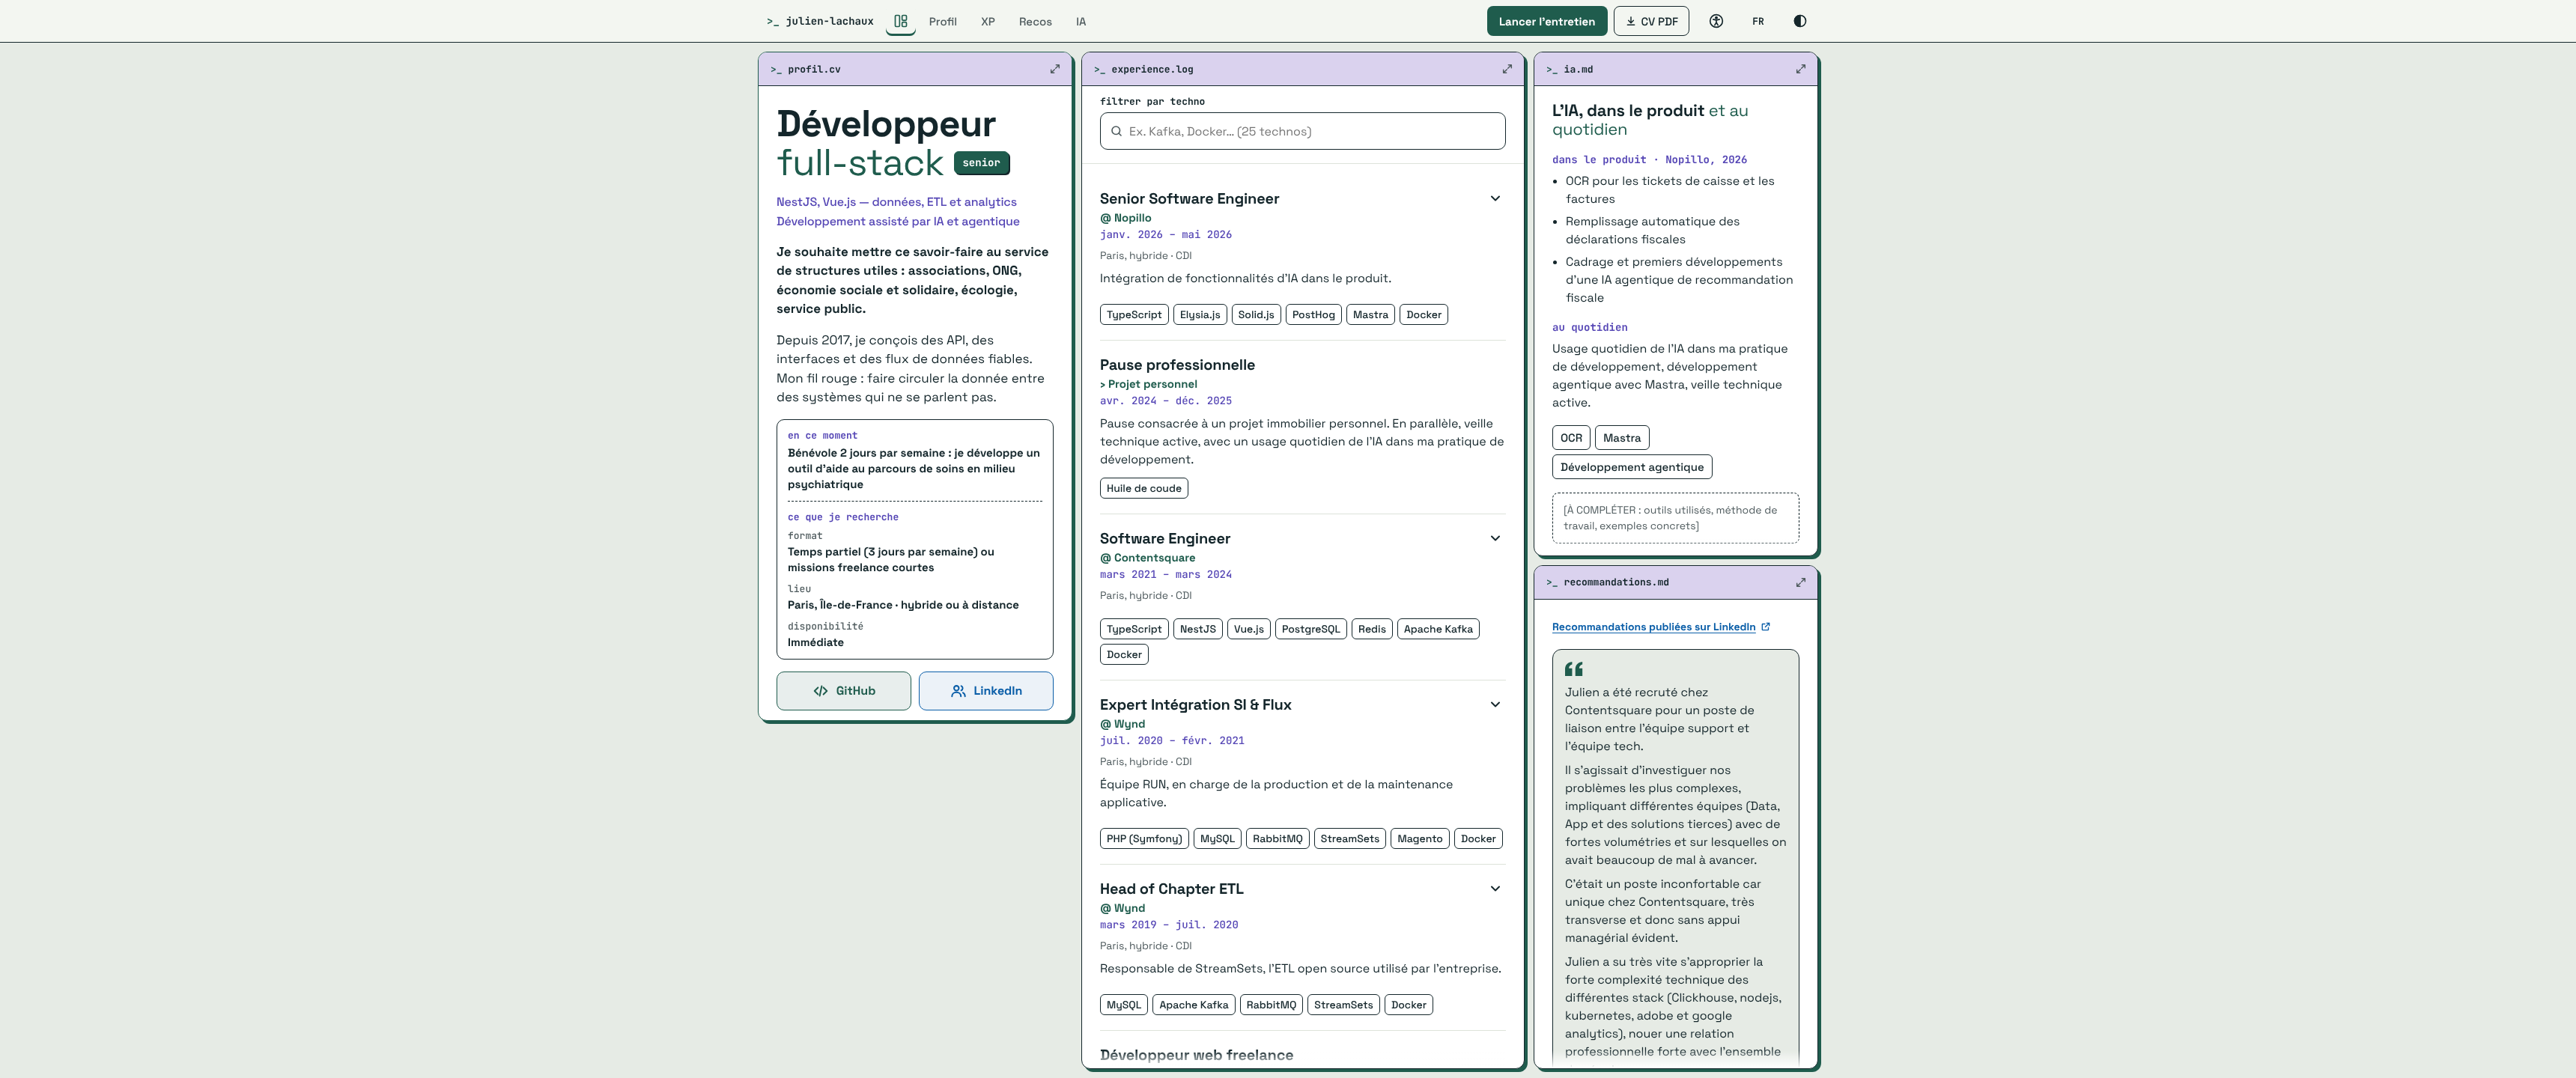 >_ julien-lachaux
Profil
XP
Recos
IA
Lancer l'entretien
CV PDF
FR
>_ profil.cv
Développeur
full-stack senior
NestJS, Vue.js — données, ETL et analytics
Développement assisté par IA et agentique
Je souhaite mettre ce savoir-faire au service
de structures utiles : associations, ONG,
économie sociale et solidaire, écologie,
service public.
Depuis 2017, je conçois des API, des
interfaces et des flux de données fiables.
Mon fil rouge : faire circuler la donnée entre
des systèmes qui ne se parlent pas.
en ce moment
Bénévole 2 jours par semaine : je développe un
outil d'aide au parcours de soins en milieu
psychiatrique
ce que je recherche
format
Temps partiel (3 jours par semaine) ou
missions freelance courtes
lieu
Paris, Île-de-France · hybride ou à distance
disponibilité
Immédiate
GitHub
LinkedIn
>_ experience.log
filtrer par techno
Ex. Kafka, Docker… (25 technos)
Senior Software Engineer
@ Nopillo
janv. 2026 – mai 2026
Paris, hybride · CDI
Intégration de fonctionnalités d'IA dans le produit.
TypeScript Elysia.js Solid.js PostHog Mastra Docker
Pause professionnelle
> Projet personnel
avr. 2024 – déc. 2025
Pause consacrée à un projet immobilier personnel. En parallèle, veille
technique active, avec un usage quotidien de l'IA dans ma pratique de
développement.
Huile de coude
Software Engineer
@ Contentsquare
mars 2021 – mars 2024
Paris, hybride · CDI
TypeScript NestJS Vue.js PostgreSQL Redis Apache Kafka
Docker
Expert Intégration SI & Flux
@ Wynd
juil. 2020 – févr. 2021
Paris, hybride · CDI
Équipe RUN, en charge de la production et de la maintenance
applicative.
PHP (Symfony) MySQL RabbitMQ StreamSets Magento Docker
Head of Chapter ETL
@ Wynd
mars 2019 – juil. 2020
Paris, hybride · CDI
Responsable de StreamSets, l'ETL open source utilisé par l'entreprise.
MySQL Apache Kafka RabbitMQ StreamSets Docker
Développeur web freelance
>_ ia.md
L'IA, dans le produit et au
quotidien
dans le produit · Nopillo, 2026
• OCR pour les tickets de caisse et les
factures
• Remplissage automatique des
déclarations fiscales
• Cadrage et premiers développements
d'une IA agentique de recommandation
fiscale
au quotidien
Usage quotidien de l'IA dans ma pratique
de développement, développement
agentique avec Mastra, veille technique
active.
OCR Mastra
Développement agentique
[À COMPLÉTER : outils utilisés, méthode de
travail, exemples concrets]
>_ recommandations.md
Recommandations publiées sur LinkedIn
Julien a été recruté chez
Contentsquare pour un poste de
liaison entre l'équipe support et
l'équipe tech.
Il s'agissait d'investiguer nos
problèmes les plus complexes,
impliquant différentes équipes (Data,
App et des solutions tierces) avec de
fortes volumétries et sur lesquelles on
avait beaucoup de mal à avancer.
C'était un poste inconfortable car
unique chez Contentsquare, très
transverse et donc sans appui
managérial évident.
Julien a su très vite s'approprier la
forte complexité technique des
différentes stack (Clickhouse, nodejs,
kubernetes, adobe et google
analytics), nouer une relation
professionnelle forte avec l'ensemble